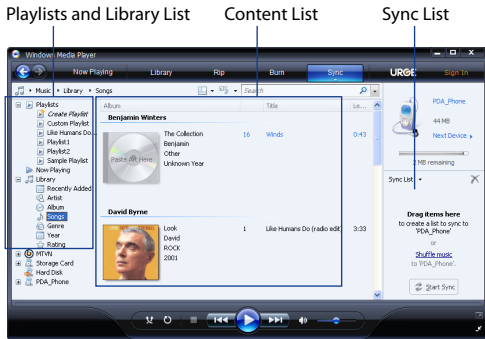 Playlists and Library List Content List Sync List
Windows Media Player
Now Playing Library Rip Burn Sync URGE Sign In
Music Library Songs Search
Playlists
Create Playlist
Custom Playlist
Like Humans Do...
Playlist1
Playlist2
Sample Playlist
Now Playing
Library
Recently Added
Artist
Album
Songs
Genre
Year
Rating
MTVN
Storage Card
Hard Disk
PDA_Phone
Album Title Le...
Benjamin Winters
Paste Art Here
The Collection 16 Winds 0:43
Benjamin
Other
Unknown Year
David Byrne
Look 1 Like Humans Do (radio edit) 3:33
David
ROCK
2001
PDA_Phone
44 MB
Next Device
2 MB remaining
Sync List
Drag items here
to create a list to sync to
'PDA_Phone'
or
Shuffle music
to 'PDA_Phone'.
Start Sync